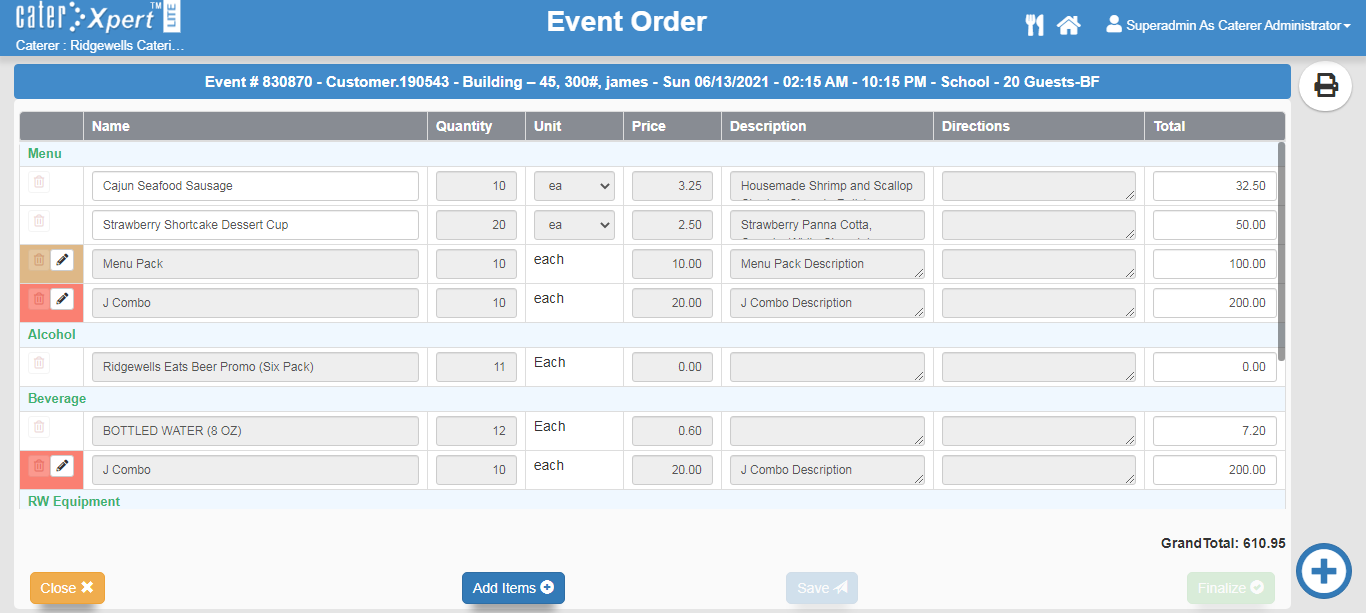 cater Xpert™ LITE
Caterer : Ridgewells Cateri...
Event Order
Superadmin As Caterer Administrator
Event # 830870 - Customer.190543 - Building – 45, 300#, james - Sun 06/13/2021 - 02:15 AM - 10:15 PM - School - 20 Guests-BF
Name Quantity Unit Price Description Directions Total
Menu
Cajun Seafood Sausage 10 ea 3.25 Housemade Shrimp and Scallop 32.50
Strawberry Shortcake Dessert Cup 20 ea 2.50 Strawberry Panna Cotta, 50.00
Menu Pack 10 each 10.00 Menu Pack Description 100.00
J Combo 10 each 20.00 J Combo Description 200.00
Alcohol
Ridgewells Eats Beer Promo (Six Pack) 11 Each 0.00 0.00
Beverage
BOTTLED WATER (8 OZ) 12 Each 0.60 7.20
J Combo 10 each 20.00 J Combo Description 200.00
RW Equipment
GrandTotal: 610.95
Close Add Items Save Finalize